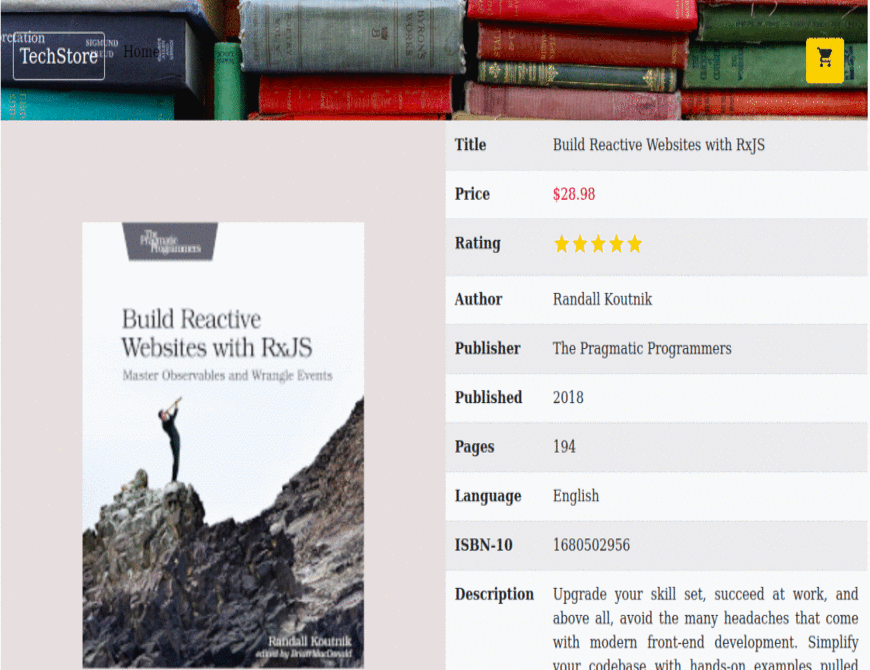 orctation
SIGMUND
FREUD
TechStore
Home
BYRON'S
Title Build Reactive Websites with RxJS
Price $28.98
Rating
Author Randall Koutnik
Publisher The Pragmatic Programmers
Published 2018
Pages 194
Language English
ISBN-10 1680502956
Description Upgrade your skill set, succeed at work, and
above all, avoid the many headaches that come
with modern front-end development. Simplify
your codebase with hands-on examples pulled
The
Pragmatic
Programmers
Build Reactive
Websites with RxJS
Master Observables and Wrangle Events
Randall Koutnik
edited by Brian MacDonald